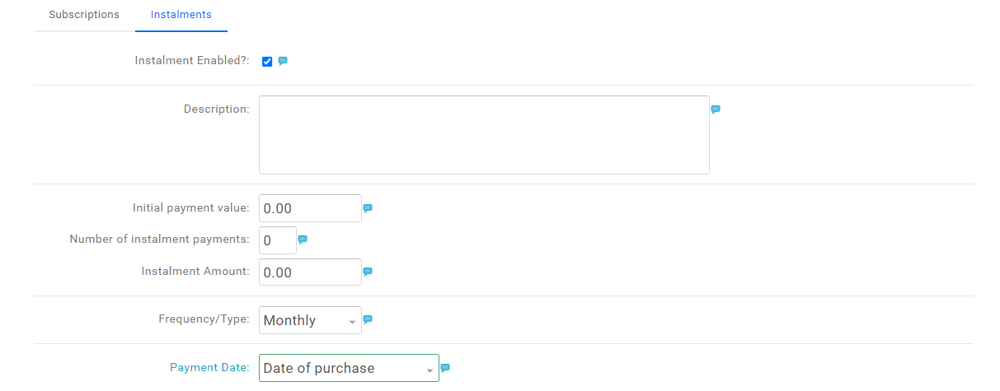 Subscriptions Instalments
Instalment Enabled?:
Description:
Initial payment value: 0.00
Number of instalment payments: 0
Instalment Amount: 0.00
Frequency/Type: Monthly
Payment Date: Date of purchase